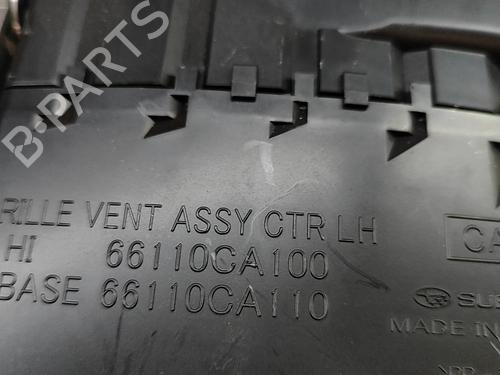 B-PARTS
RILLE VENT ASSY CTR LH
HI 66110CA100
BASE 66110CA110
CA
SU
MADE IN